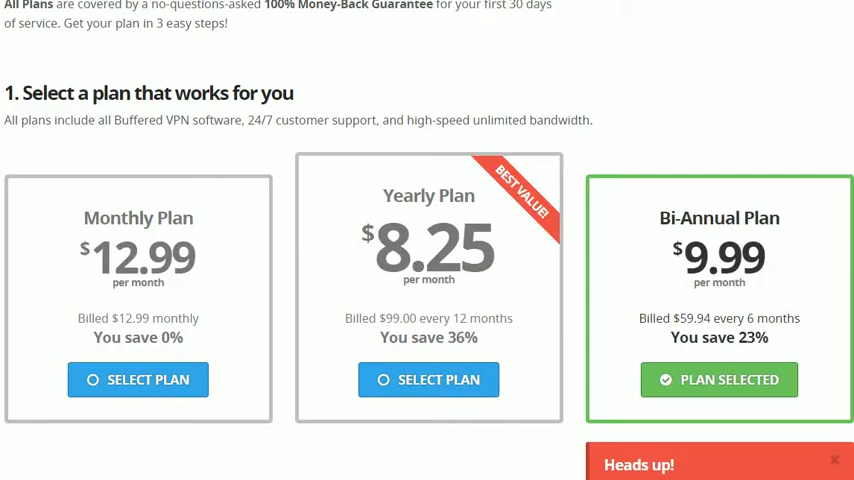 All Plans are covered by a no-questions-asked 100% Money-Back Guarantee for your first 30 days
of service. Get your plan in 3 easy steps!
1. Select a plan that works for you
All plans include all Buffered VPN software, 24/7 customer support, and high-speed unlimited bandwidth.
Monthly Plan
$12.99
per month
Billed $12.99 monthly
You save 0%
SELECT PLAN
BEST VALUE!
Yearly Plan
$8.25
per month
Billed $99.00 every 12 months
You save 36%
SELECT PLAN
Bi-Annual Plan
$9.99
per month
Billed $59.94 every 6 months
You save 23%
PLAN SELECTED
Heads up!